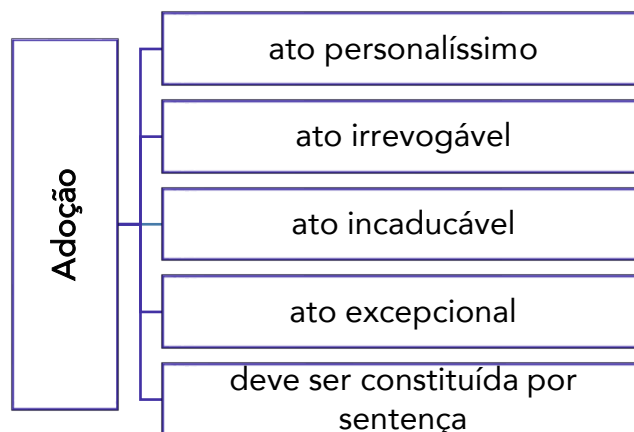 Adoção
ato personalíssimo
ato irrevogável
ato incaducável
ato excepcional
deve ser constituída por
sentença